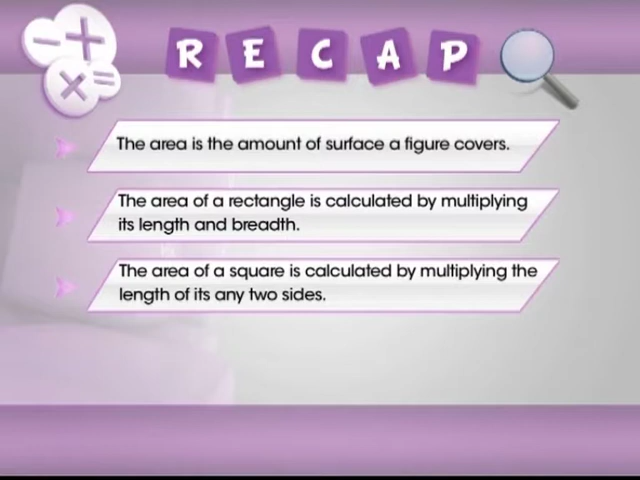 RECAP
The area is the amount of surface a figure covers.
The area of a rectangle is calculated by multiplying
its length and breadth.
The area of a square is calculated by multiplying the
length of its any two sides.